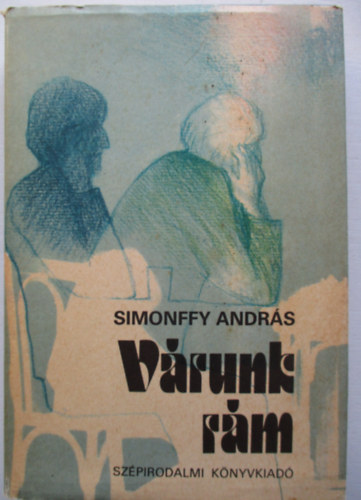 SIMONFFY ANDRÁS
Várunk
rám
SZÉPIRODALMI KÖNYVKIADÓ